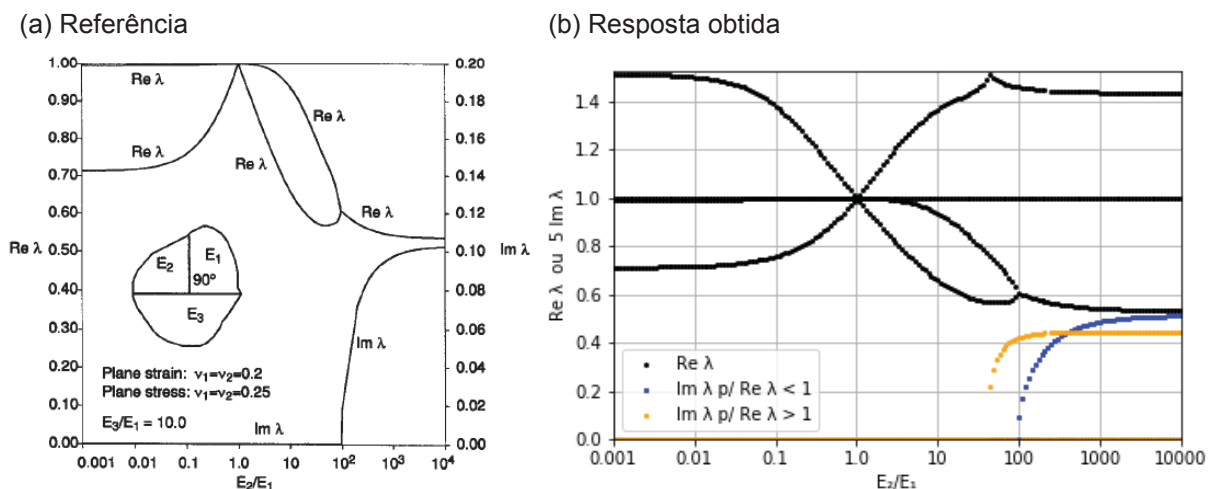 (a) Referência
1.00
0.90
0.80
0.70
0.60
Re λ 0.50
0.40
0.30
0.20
0.10
0.00
0.20
0.18
0.16
0.14
0.12
0.10 Im λ
0.08
0.06
0.04
0.02
0.00
Re λ
Re λ
Re λ
Re λ
Re λ
Im λ
Im λ
E₂ E₁
90º
E₃
Plane strain: ν₁=ν₂=0.2
Plane stress: ν₁=ν₂=0.25
E₃/E₁ = 10.0
0.001 0.01 0.1 1.0 10 10² 10³ 10⁴
E₂/E₁
(b) Resposta obtida
Re λ ou 5 Im λ
1.4
1.2
1.0
0.8
0.6
0.4
0.2
0.0
Re λ
Im λ p/ Re λ < 1
Im λ p/ Re λ > 1
0.001 0.01 0.1 1.0 10 100 1000 10000
E₂/E₁